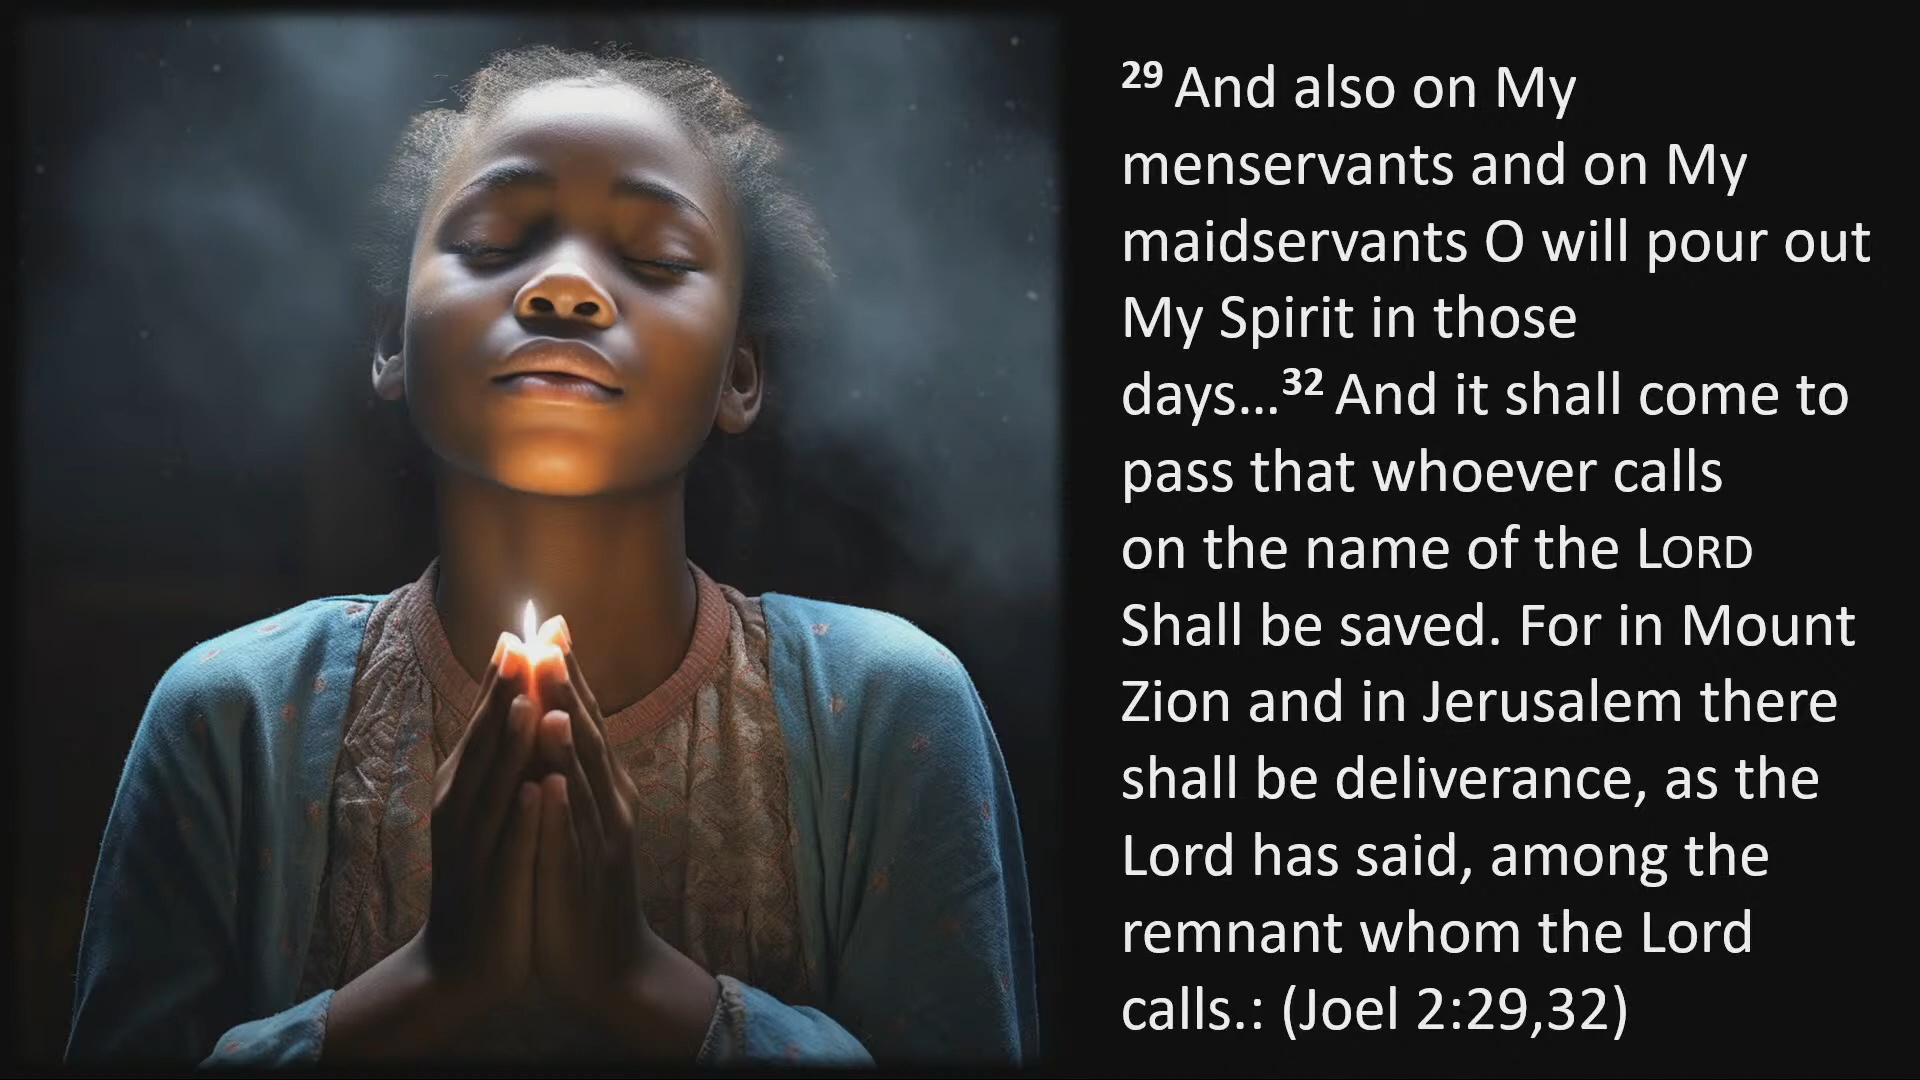 29 And also on My
menservants and on My
maidservants O will pour out
My Spirit in those
days...32 And it shall come to
pass that whoever calls
on the name of the LORD
Shall be saved. For in Mount
Zion and in Jerusalem there
shall be deliverance, as the
Lord has said, among the
remnant whom the Lord
calls.: (Joel 2:29,32)